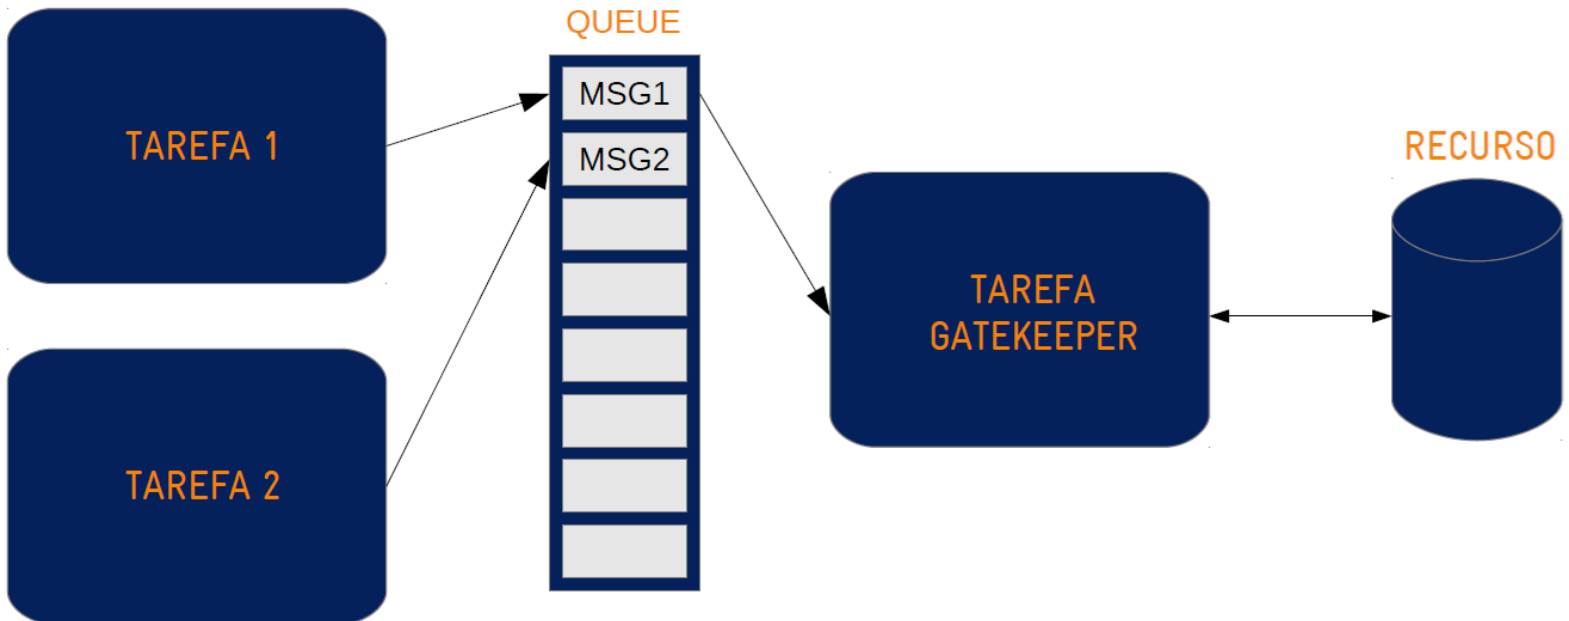 QUEUE
TAREFA 1
MSG1
MSG2
TAREFA 2
TAREFA
GATEKEEPER
RECURSO